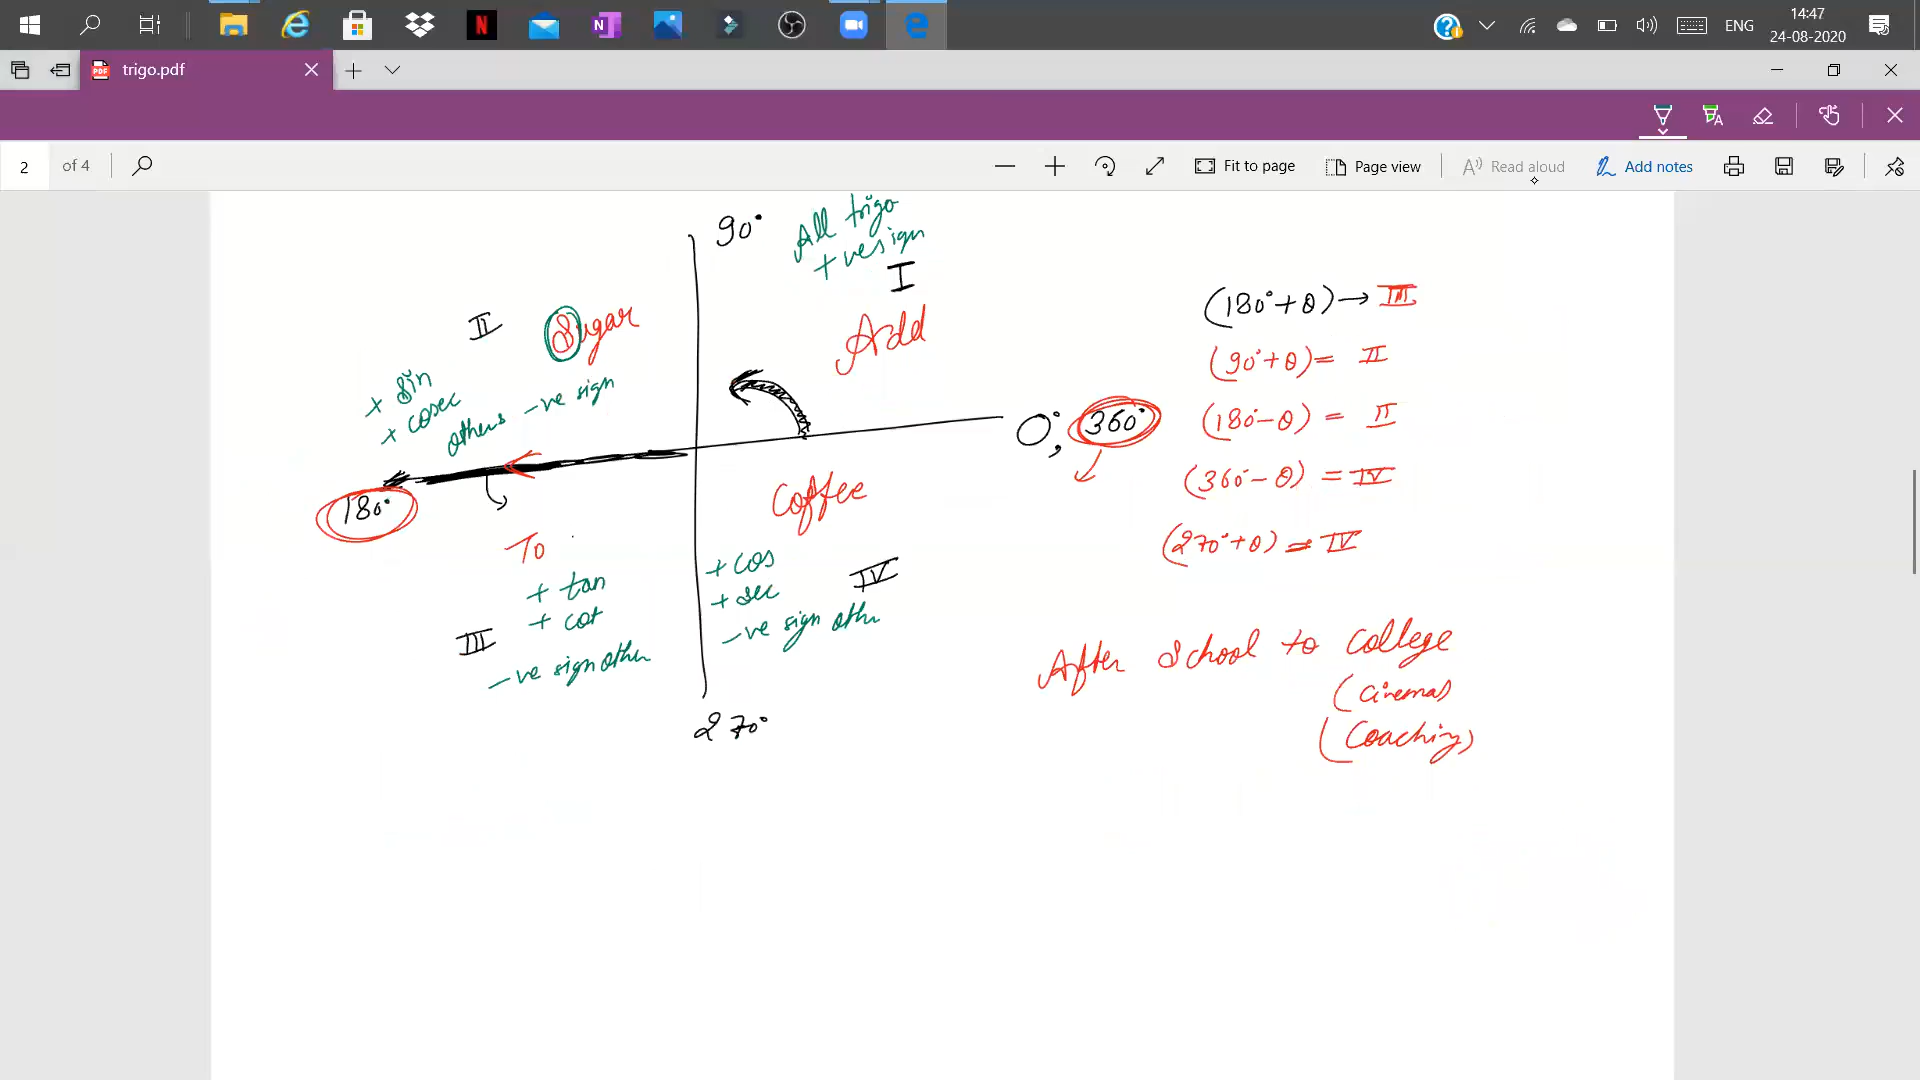 14:47
ENG
24-08-2020
trigo.pdf
2 of 4
Fit to page
Page view
Read aloud
Add notes
90°
All trigo
+ve sign
I
Add
II
Sugar
+ Sin
+ cosec
others -ve sign
0°, 360°
180°
Coffee
To
+ tan
+ cot
III
-ve sign other
+ cos
+ sec
IV
-ve sign othe
270°
(180°+θ)→ III
(90°+θ)= II
(180-θ) = II
(360-θ) = IV
(270°+θ) = IV
After School to College
(Cinemas)
(Coaching)